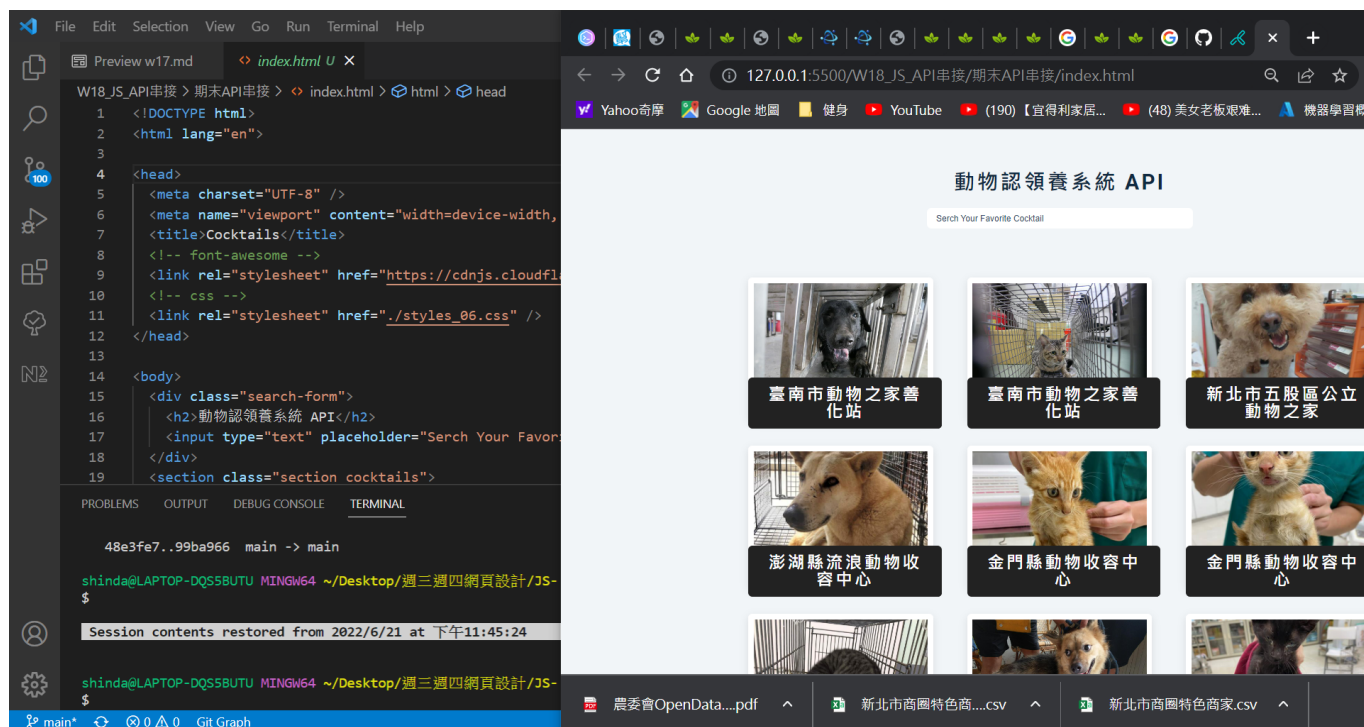 File Edit Selection View Go Run Terminal Help
Preview w17.md
index.html U
W18_JS_API串接 > 期末API串接 > index.html > html > head
1 <!DOCTYPE html>
2 <html lang="en">
3
4 <head>
5 <meta charset="UTF-8" />
6 <meta name="viewport" content="width=device-width,
7 <title>Cocktails</title>
8 <!-- font-awesome -->
9 <link rel="stylesheet" href="https://cdnjs.cloudfla
10 <!-- css -->
11 <link rel="stylesheet" href="./styles_06.css" />
12 </head>
13
14 <body>
15 <div class="search-form">
16 <h2>動物認領養系統 API</h2>
17 <input type="text" placeholder="Serch Your Favori
18 </div>
19 <section class="section cocktails">
100
PROBLEMS OUTPUT DEBUG CONSOLE TERMINAL
48e3fe7..99ba966 main -> main
shinda@LAPTOP-DQS5BUTU MINGW64 ~/Desktop/週三週四網頁設計/JS-
$
Session contents restored from 2022/6/21 at 下午11:45:24
shinda@LAPTOP-DQS5BUTU MINGW64 ~/Desktop/週三週四網頁設計/JS-
$
main* 0 0 Git Graph
127.0.0.1:5500/W18_JS_API串接/期末API串接/index.html
Yahoo奇摩 Google 地圖 健身 YouTube (190)【宜得利家居... (48) 美女老板艰难... 機器學習
動物認領養系統 API
Serch Your Favorite Cocktail
臺南市動物之家善
化站
臺南市動物之家善
化站
新北市五股區公立
動物之家
澎湖縣流浪動物收
容中心
金門縣動物收容中
心
金門縣動物收容中
心
農委會OpenData....pdf
新北市商圈特色商....csv
新北市商圈特色商家.csv